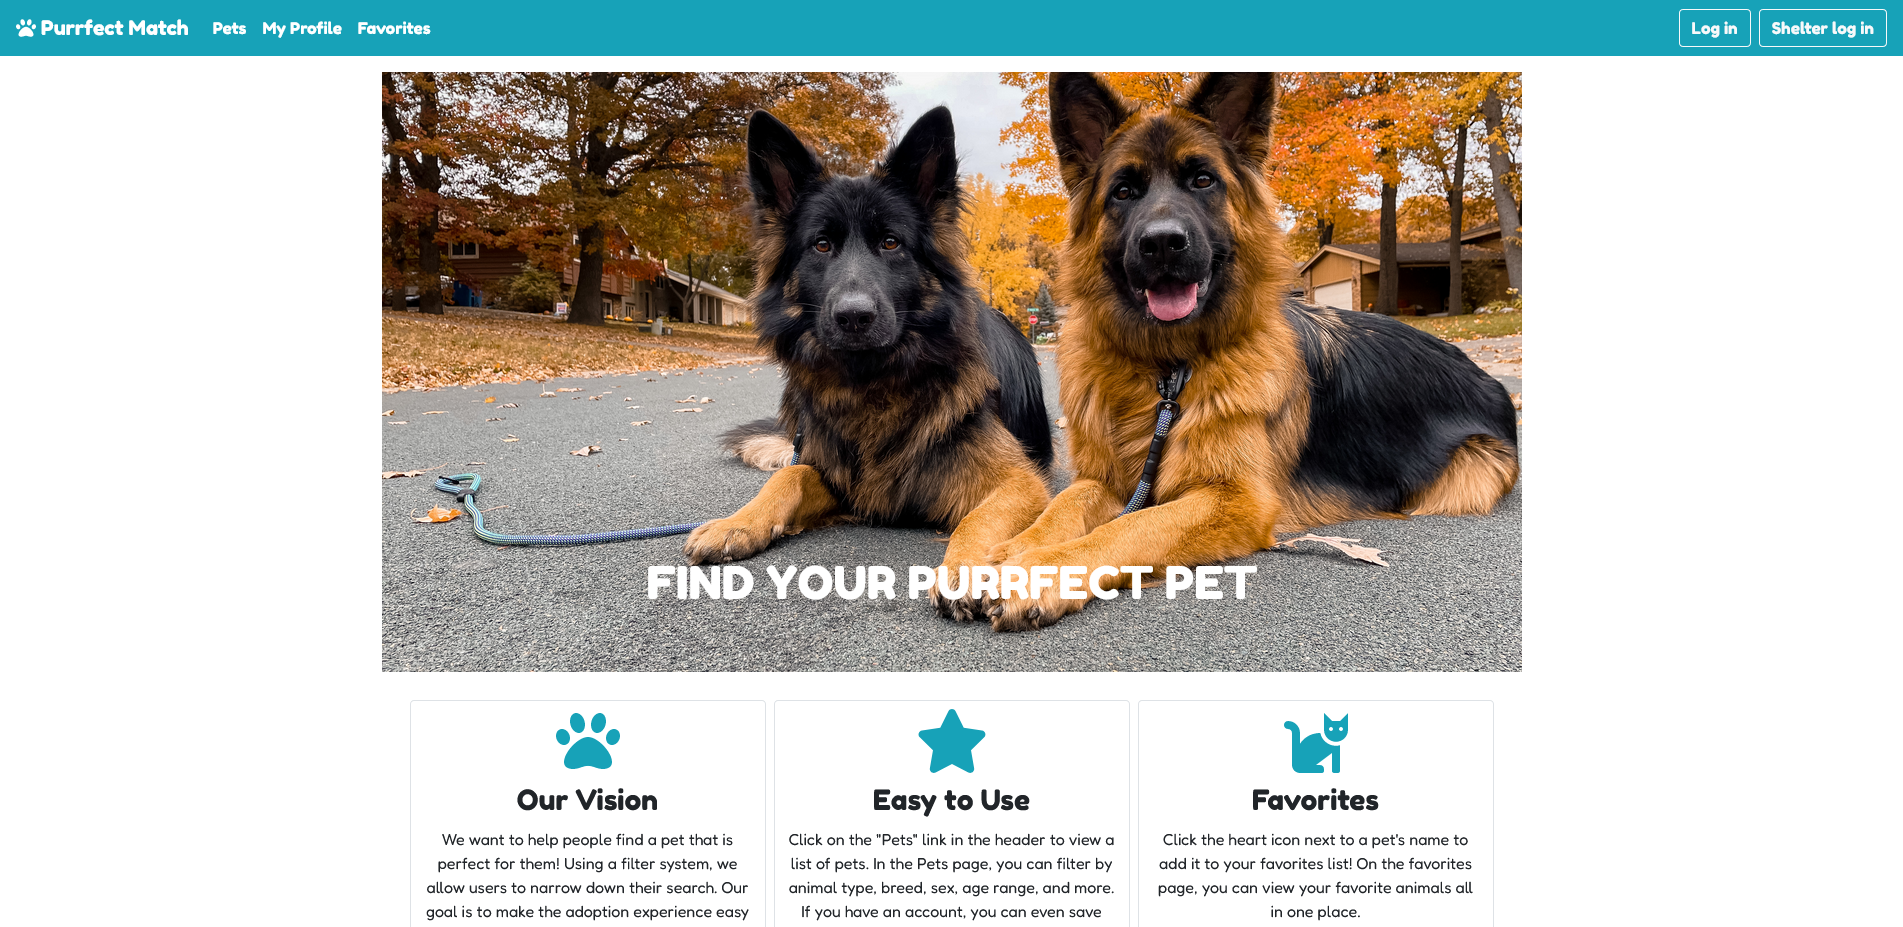 Purrfect Match Pets My Profile Favorites Log in Shelter log in
FIND YOUR PURRFECT PET
Our Vision
We want to help people find a pet that is
perfect for them! Using a filter system, we
allow users to narrow down their search. Our
goal is to make the adoption experience easy
Easy to Use
Click on the "Pets" link in the header to view a
list of pets. In the Pets page, you can filter by
animal type, breed, sex, age range, and more.
If you have an account, you can even save
Favorites
Click the heart icon next to a pet's name to
add it to your favorites list! On the favorites
page, you can view your favorite animals all
in one place.